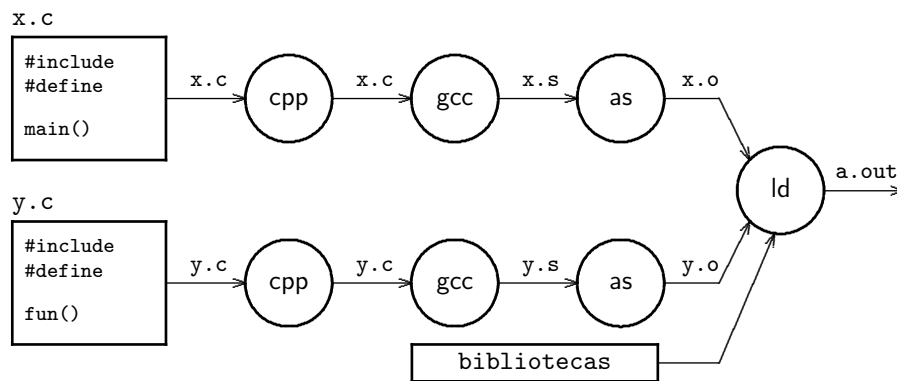 x.c
#include
#define
main()
x.c cpp x.c gcc x.s as x.o
ld a.out
y.c
#include
#define
fun()
y.c cpp y.c gcc y.s as y.o
bibliotecas